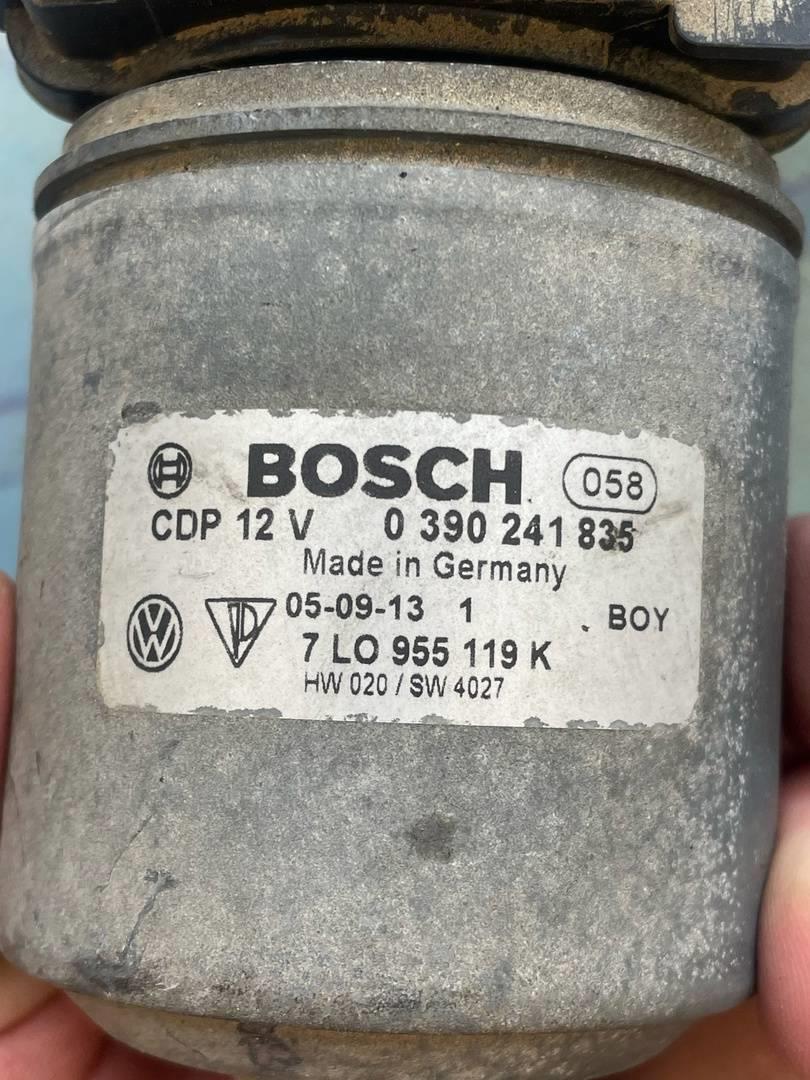 BOSCH 058
CDP 12 V 0 390 241 835
Made in Germany
05-09-13 1 BOY
7 LO 955 119 K
HW 020 / SW 4027